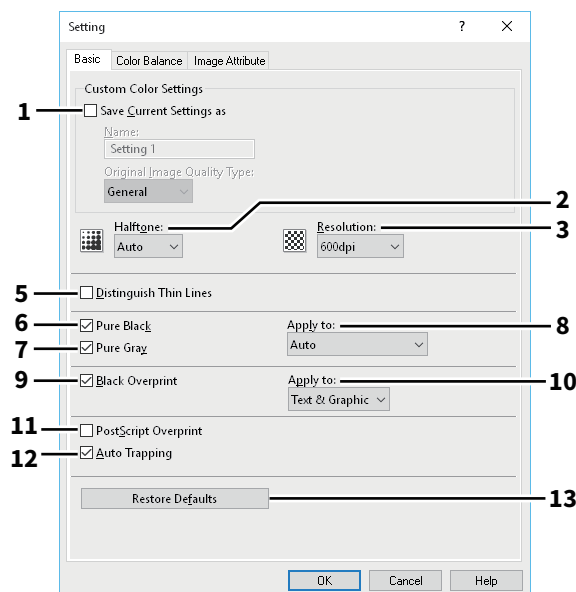 Setting ? ×
Basic Color Balance Image Attribute
Custom Color Settings
1 Save Current Settings as
Name:
Setting 1
Original Image Quality Type:
General
2
Halftone: Resolution: 3
Auto 600dpi
5 Distinguish Thin Lines
6 Pure Black Apply to: 8
7 Pure Gray Auto
9 Black Overprint Apply to: 10
Text & Graphic
11 PostScript Overprint
12 Auto Trapping
Restore Defaults 13
OK Cancel Help